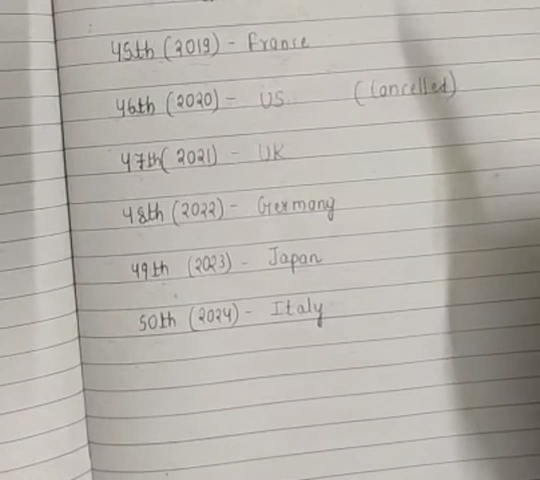 45th (2019) - France
46th (2020) - US (Cancelled)
47th( 2021) - UK
48th (2022) - Germany
49th (2023) - Japan
50th (2024) - Italy